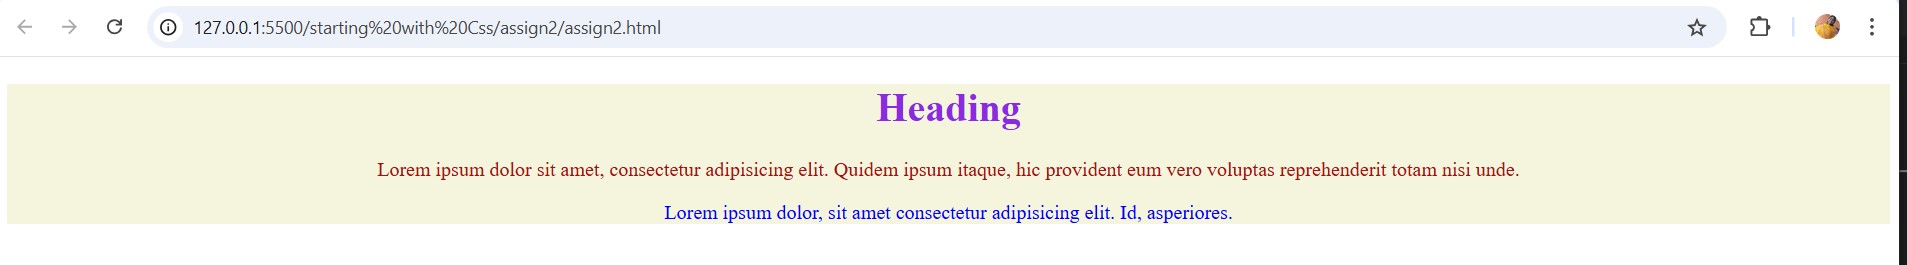 127.0.0.1:5500/starting%20with%20Css/assign2/assign2.html
Heading
Lorem ipsum dolor sit amet, consectetur adipisicing elit. Quidem ipsum itaque, hic provident eum vero voluptas reprehenderit totam nisi unde.
Lorem ipsum dolor, sit amet consectetur adipisicing elit. Id, asperiores.